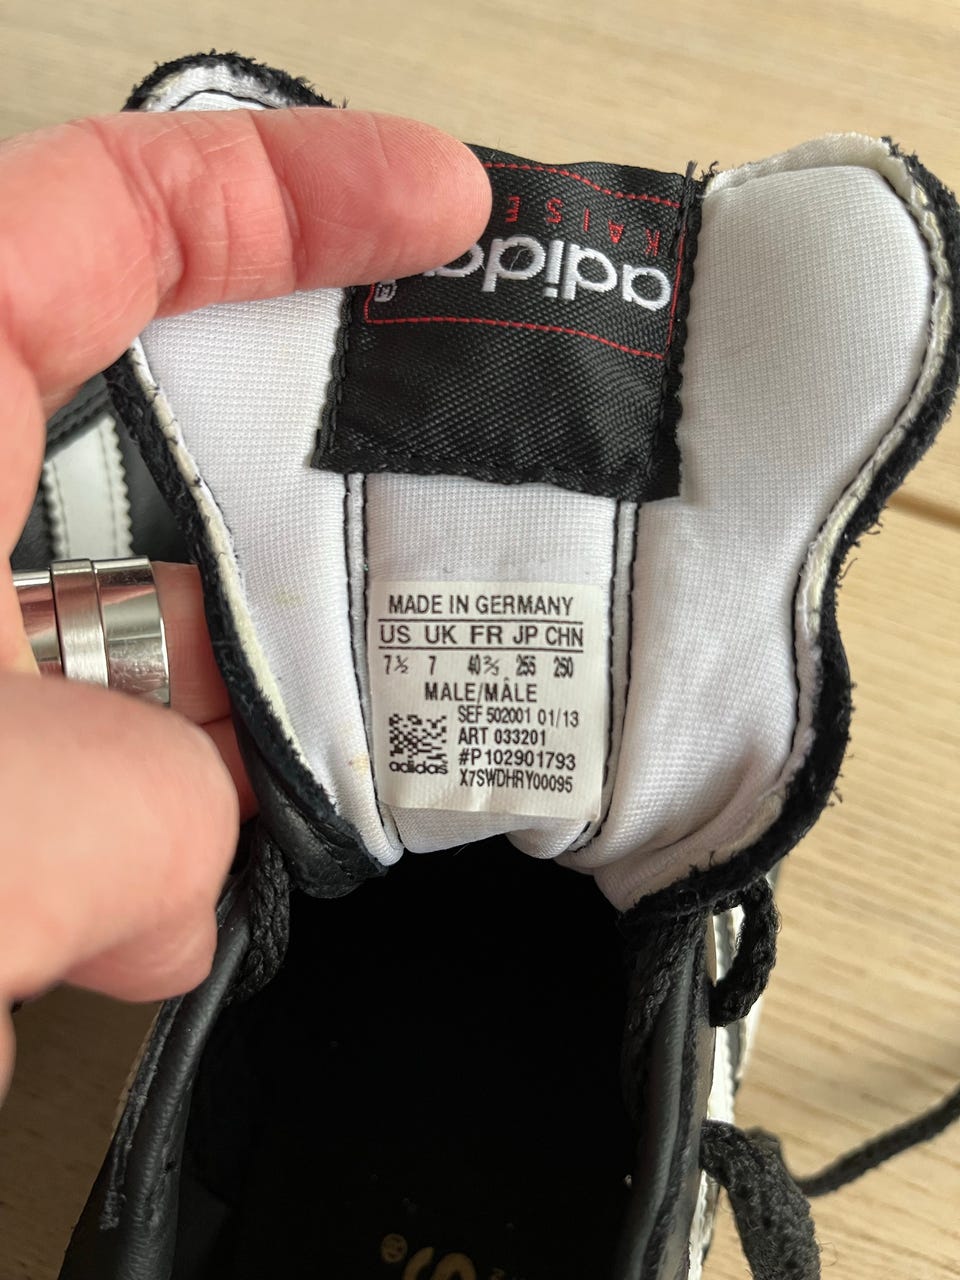 KAISE
adidas
®
MADE IN GERMANY
US UK FR JP CHN
7½ 7 40⅔ 255 250
MALE/MÂLE
SEF 502001 01/13
ART 033201
#P102901793
X7SWDHRY00095
adidas
S
®